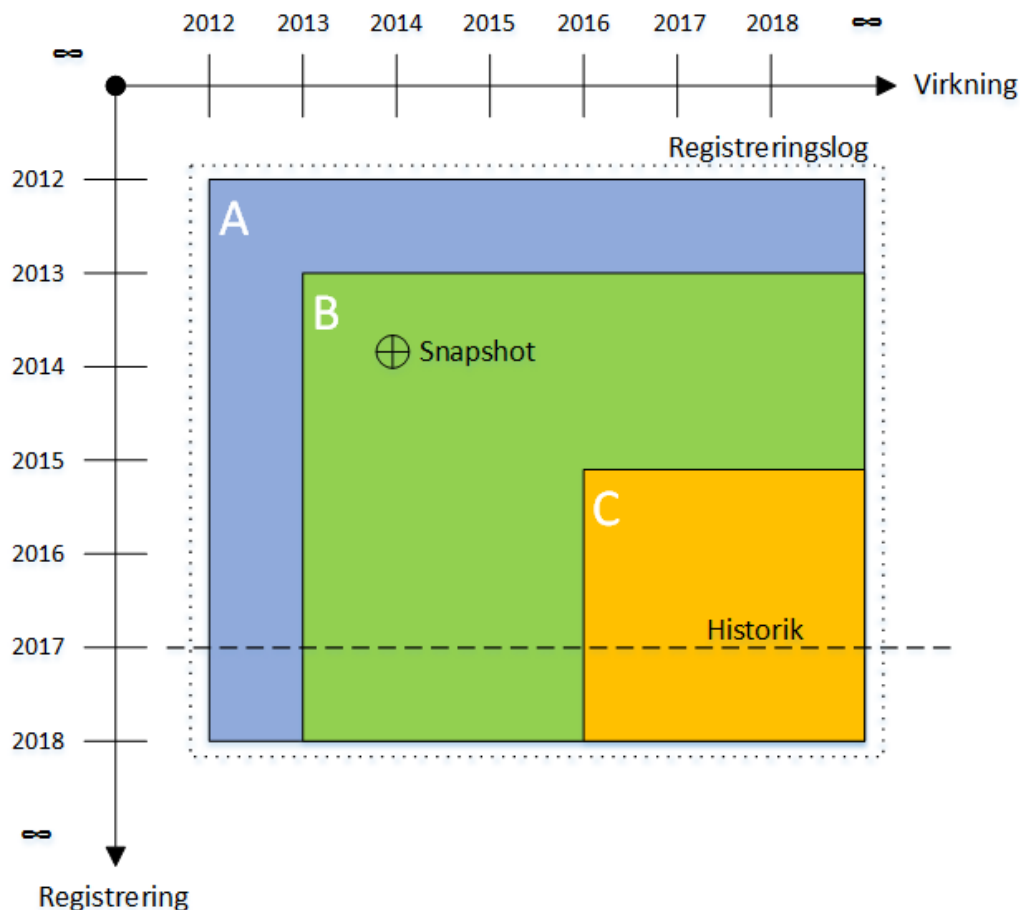 2012 2013 2014 2015 2016 2017 2018 ∞
∞
Virkning
Registreringslog
2012
A
2013
B
Snapshot
2014
2015
C
2016
Historik
2017
2018
∞
Registrering